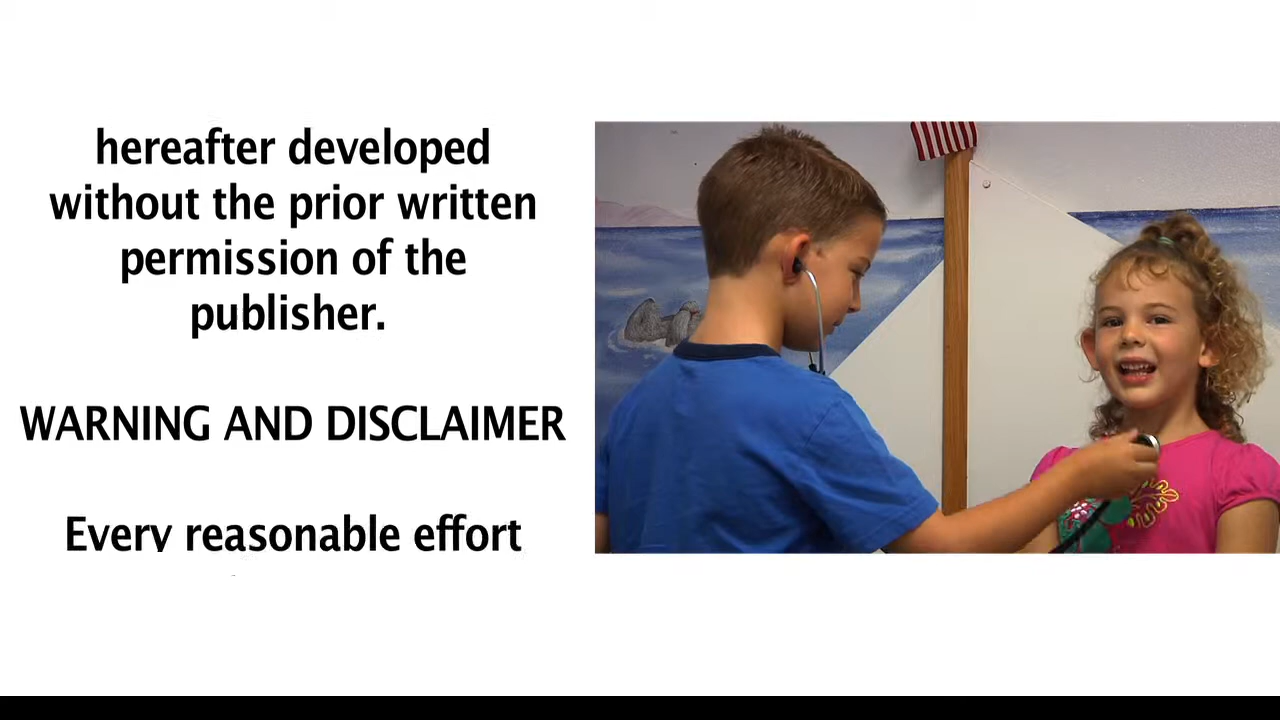 hereafter developed
without the prior written
permission of the
publisher.
WARNING AND DISCLAIMER
Every reasonable effort